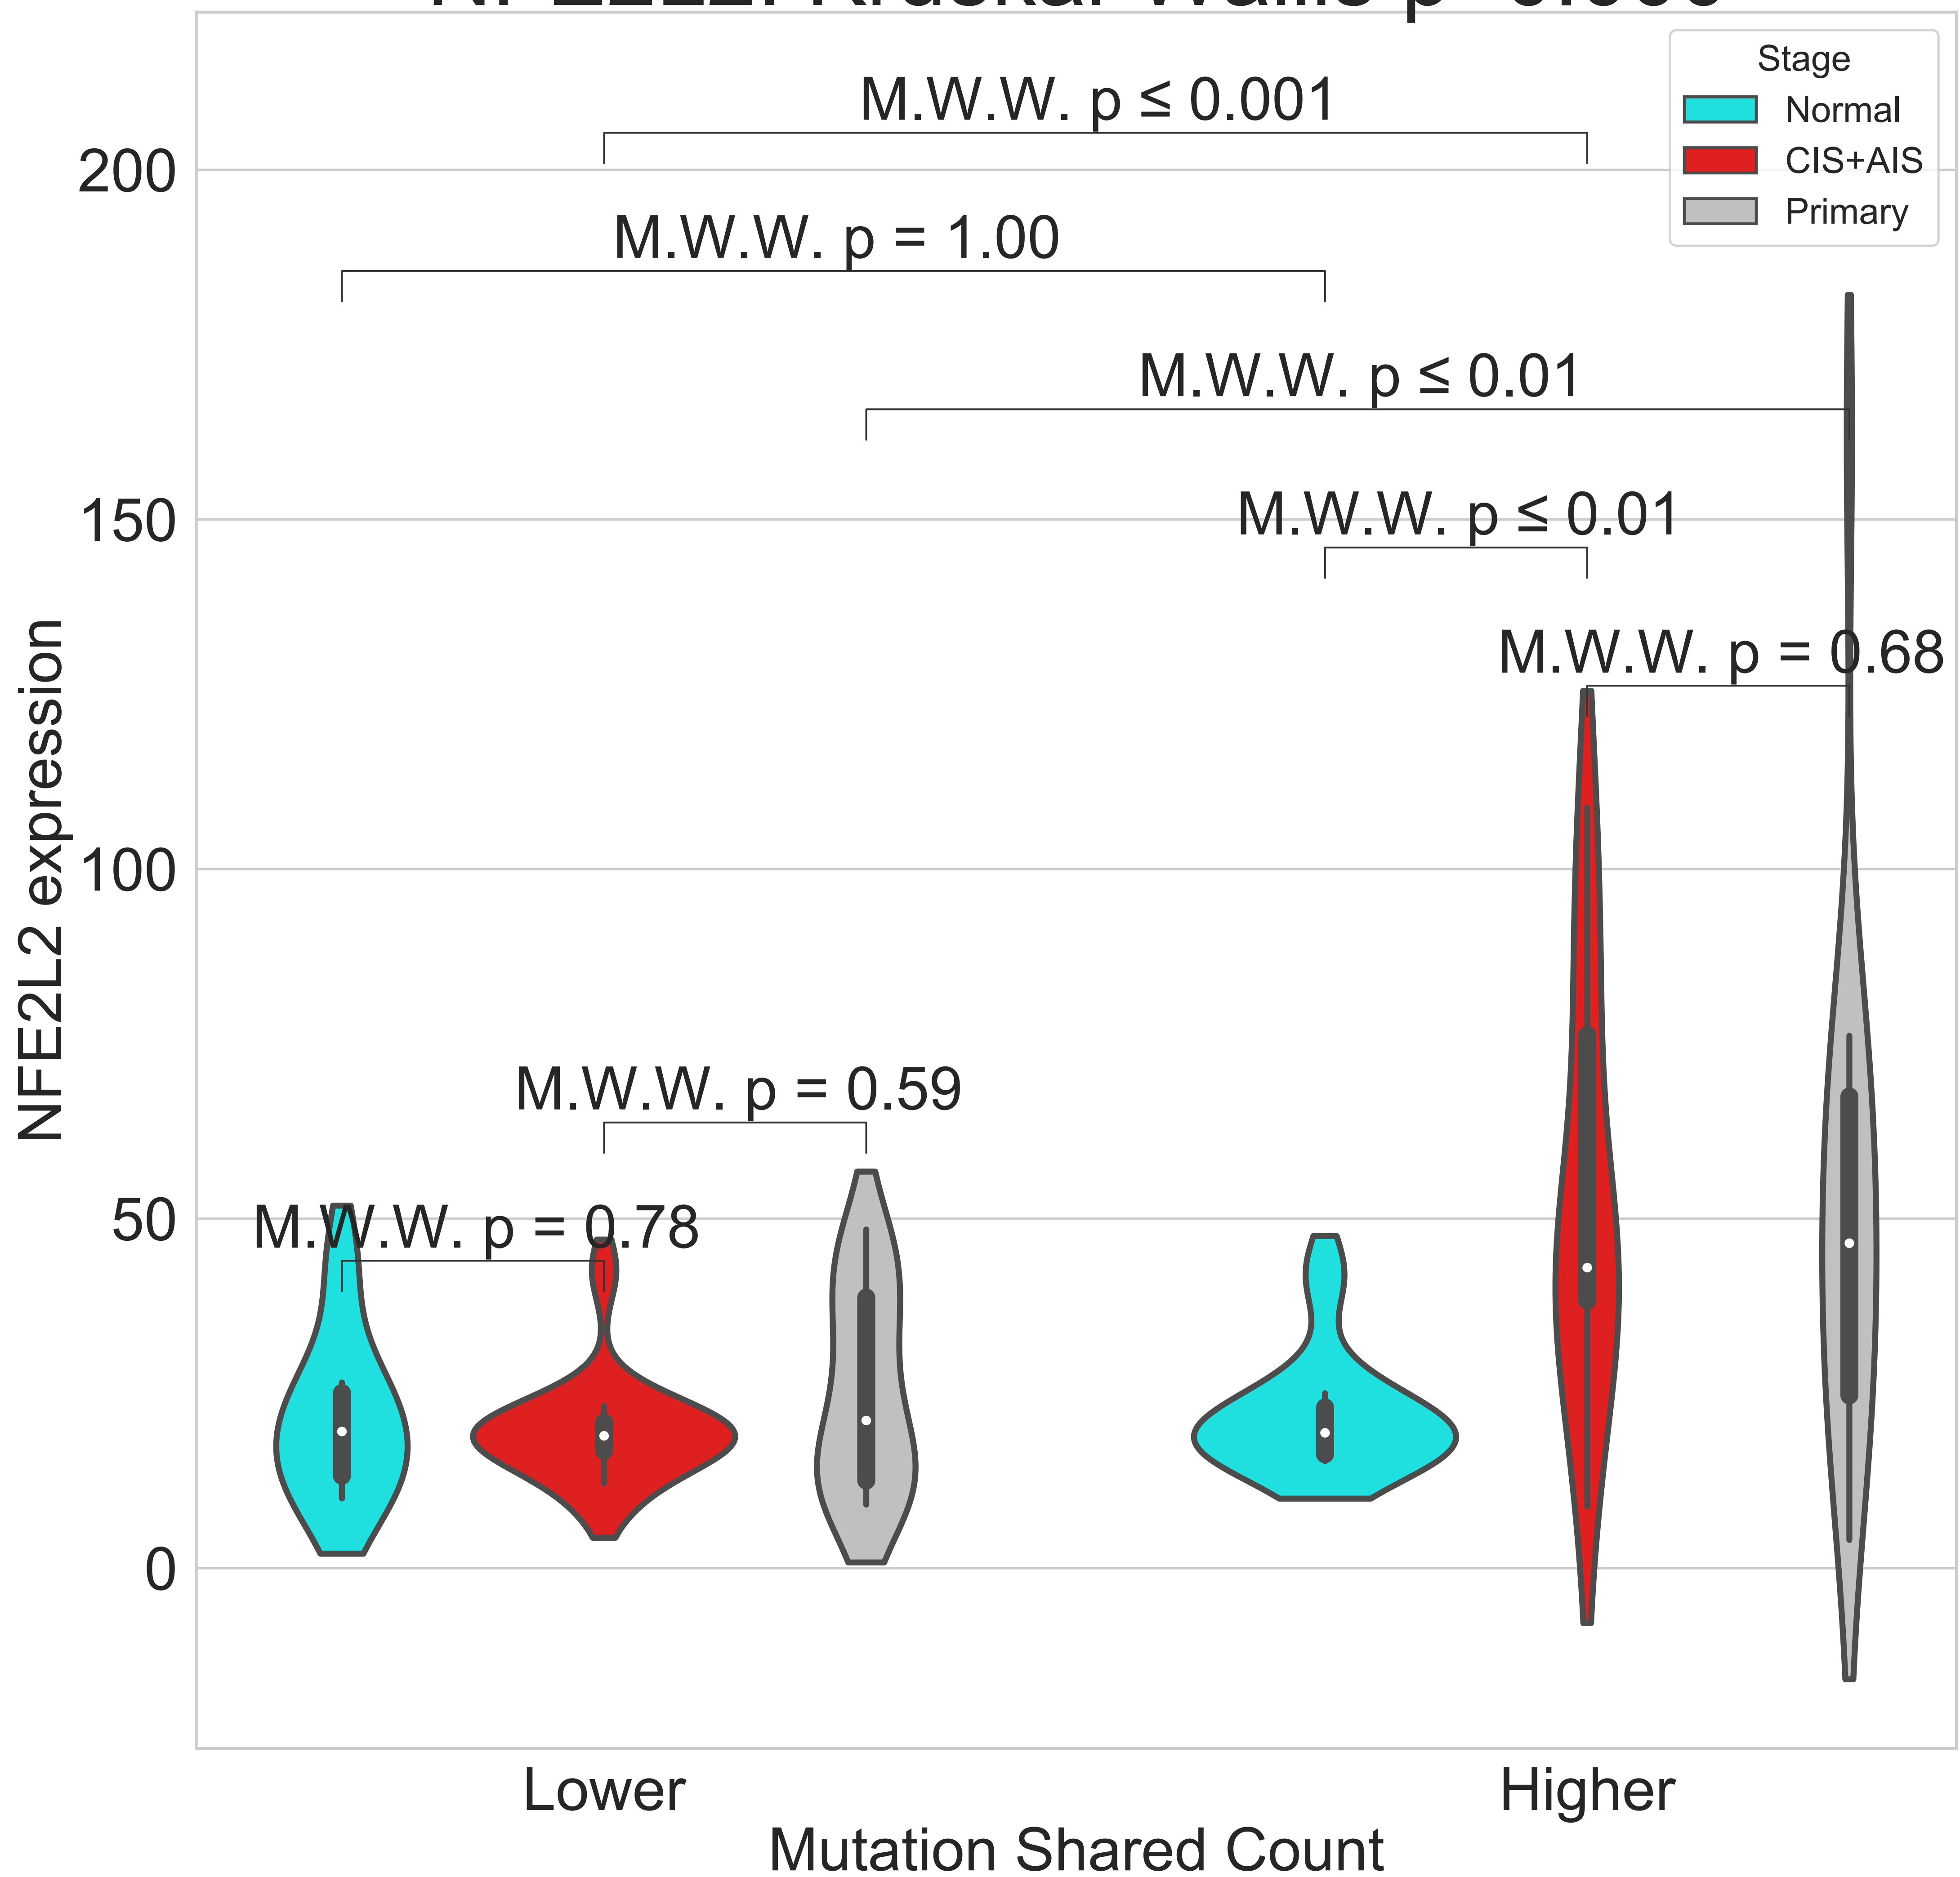 Stage
Normal
CIS+AIS
Primary
M.W.W. p ≤ 0.001
M.W.W. p = 1.00
M.W.W. p ≤ 0.01
M.W.W. p ≤ 0.01
M.W.W. p = 0.68
M.W.W. p = 0.59
M.W.W. p = 0.78
200
150
100
50
0
NFE2L2 expression
Lower
Higher
Mutation Shared Count